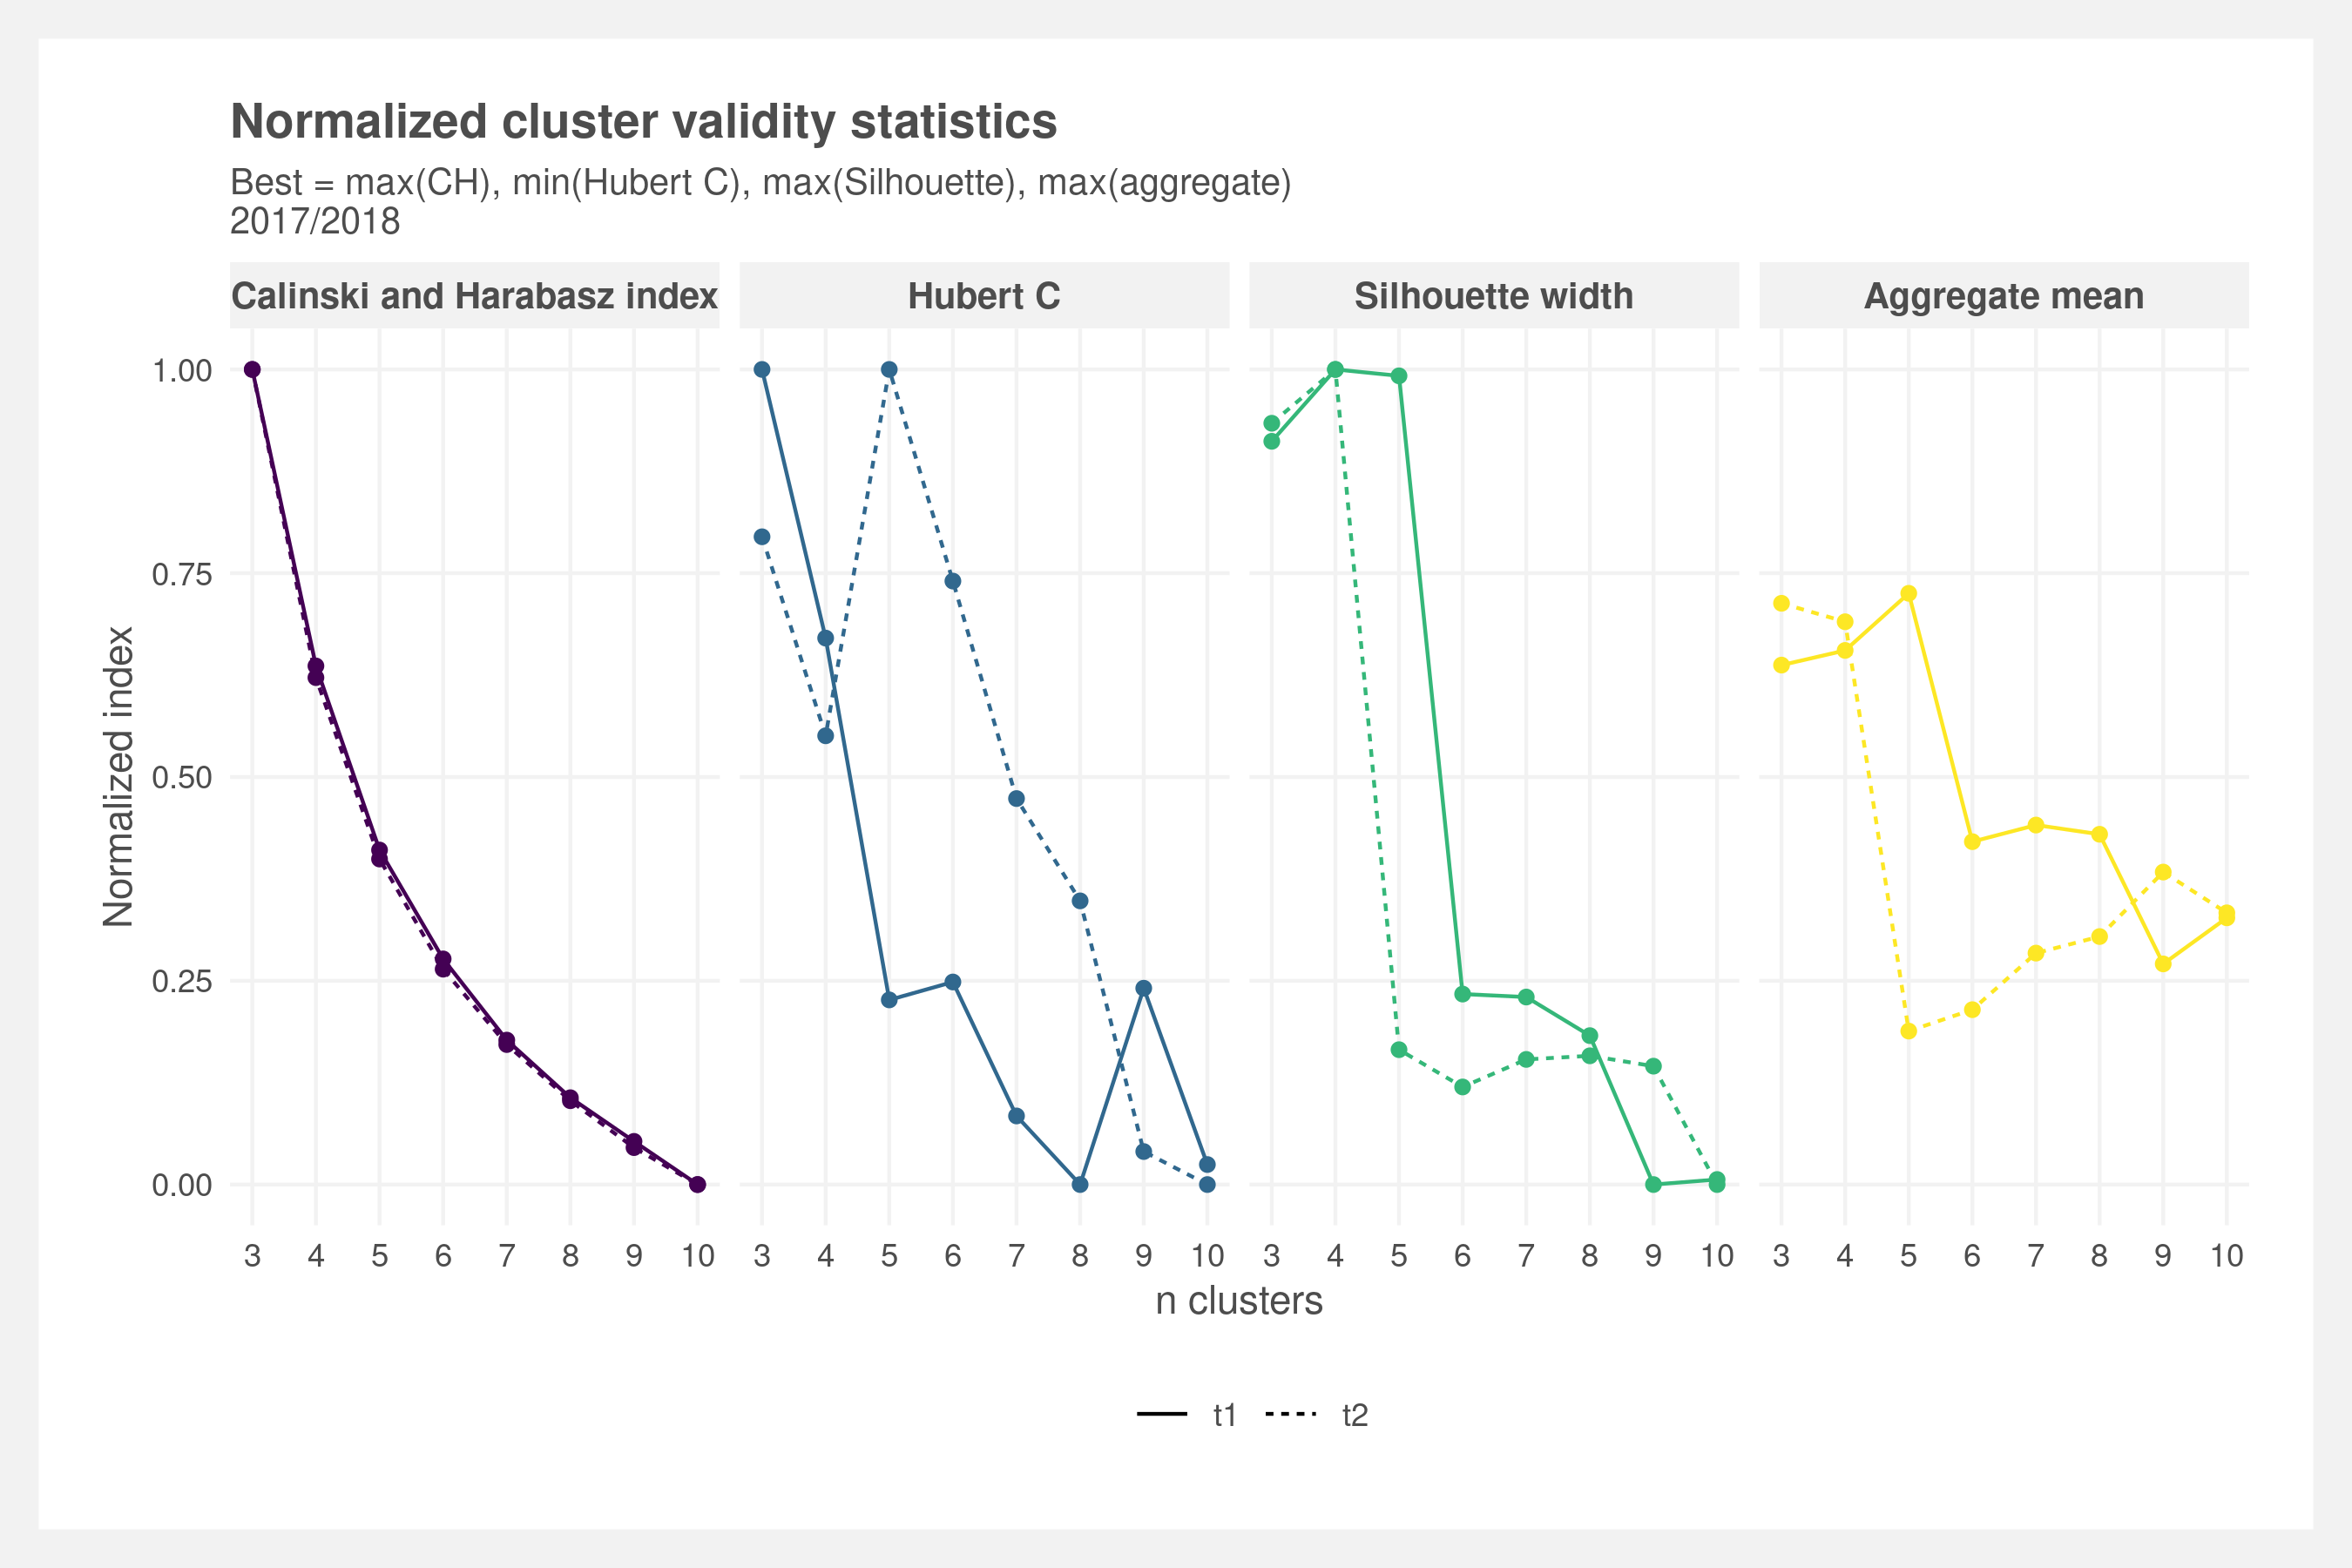 Normalized cluster validity statistics
Best = max(CH), min(Hubert C), max(Silhouette), max(aggregate)
2017/2018
Calinski and Harabasz index
Hubert C
Silhouette width
Aggregate mean
Normalized index
1.00
0.75
0.50
0.25
0.00
3 4 5 6 7 8 9 10
3 4 5 6 7 8 9 10
3 4 5 6 7 8 9 10
3 4 5 6 7 8 9 10
n clusters
t1 t2